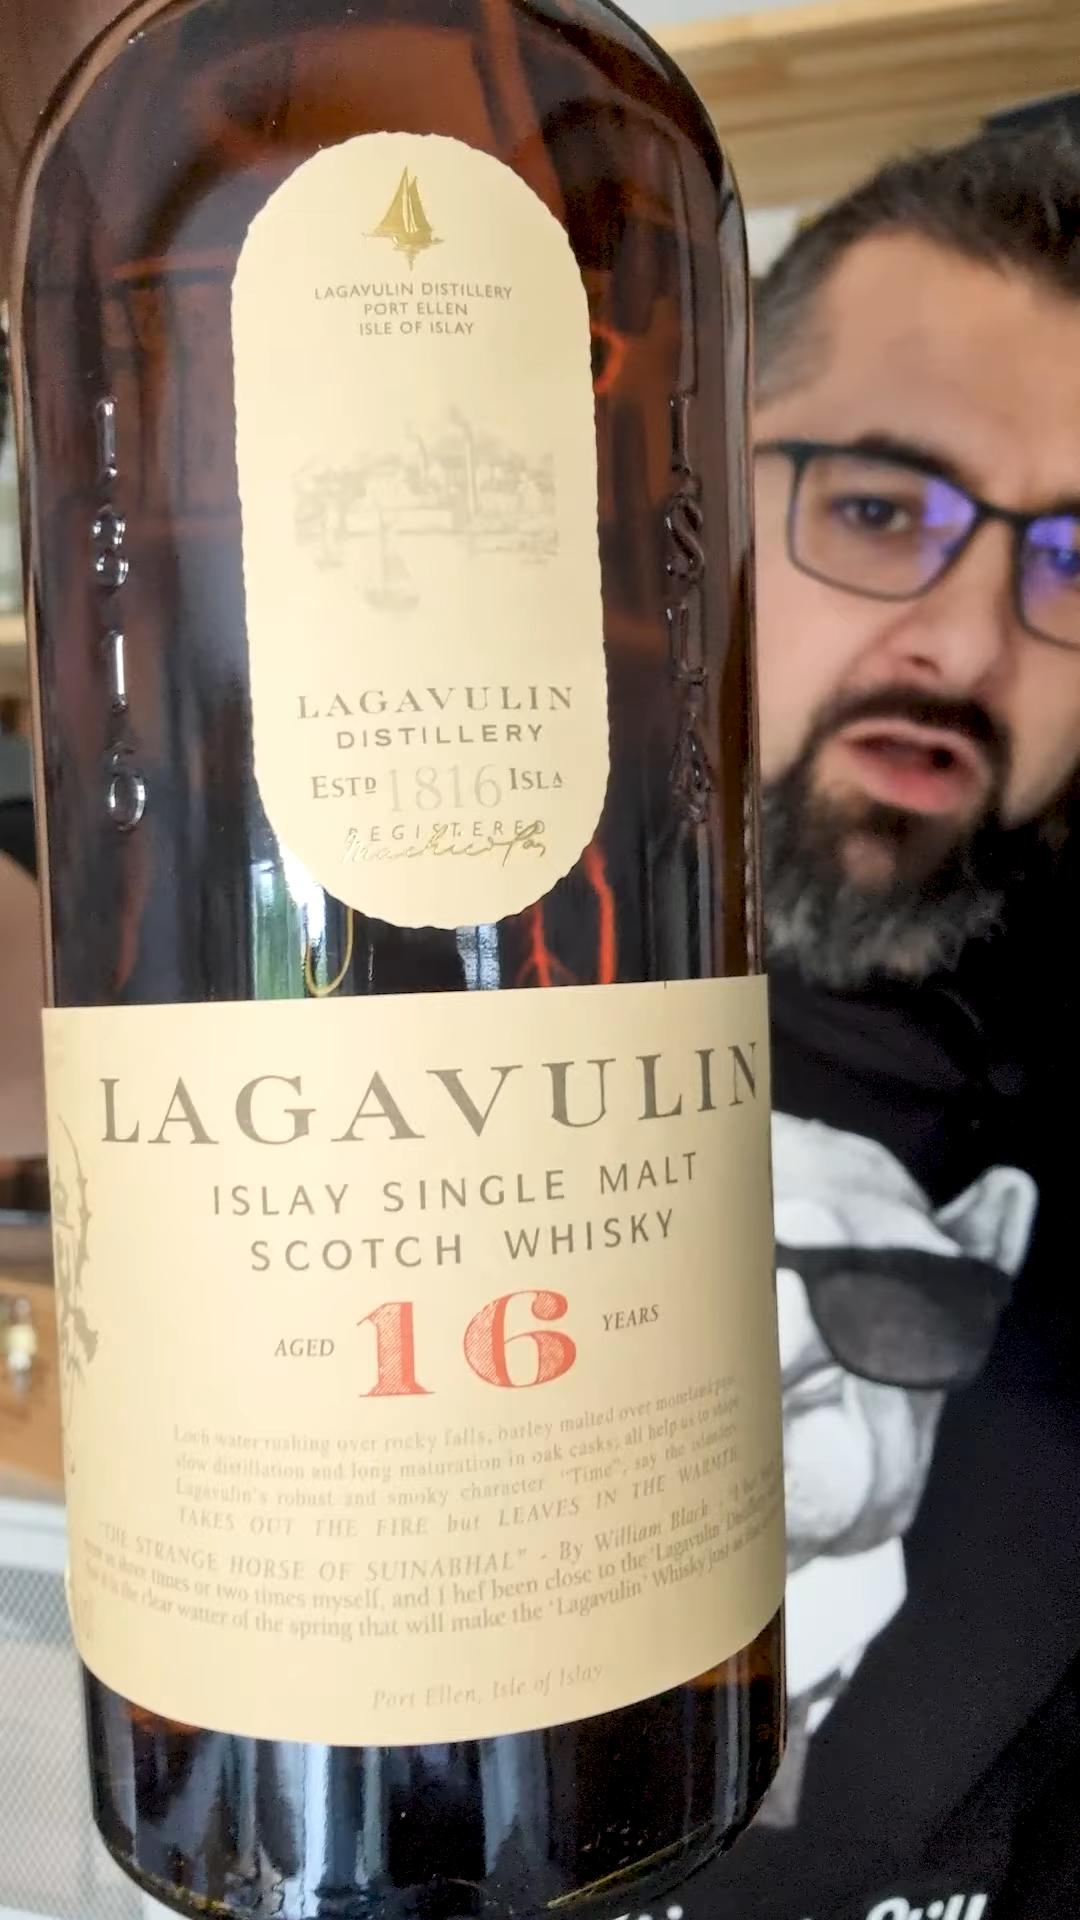 LAGAVULIN DISTILLERY
PORT ELLEN
ISLE OF ISLAY
1816
ISLA
LAGAVULIN
DISTILLERY
ESTD 1816 ISLA
REGISTERED
LAGAVULIN
ISLAY SINGLE MALT
SCOTCH WHISKY
AGED 16 YEARS
Loch water rushing over rocky falls, barley malted over moorland
slow distillation and long maturation in oak casks; all help us to shape
Lagavulin's robust and smoky character "Time", say the islanders
TAKES OUT THE FIRE but LEAVES IN THE WARMTH
"THE STRANGE HORSE OF SUINABHAL" - By William Black
three times or two times myself, and I hef been close to the 'Lagavulin'
it is the clear watter of the spring that will make the 'Lagavulin' Whisky just as
Port Ellen, Isle of Islay